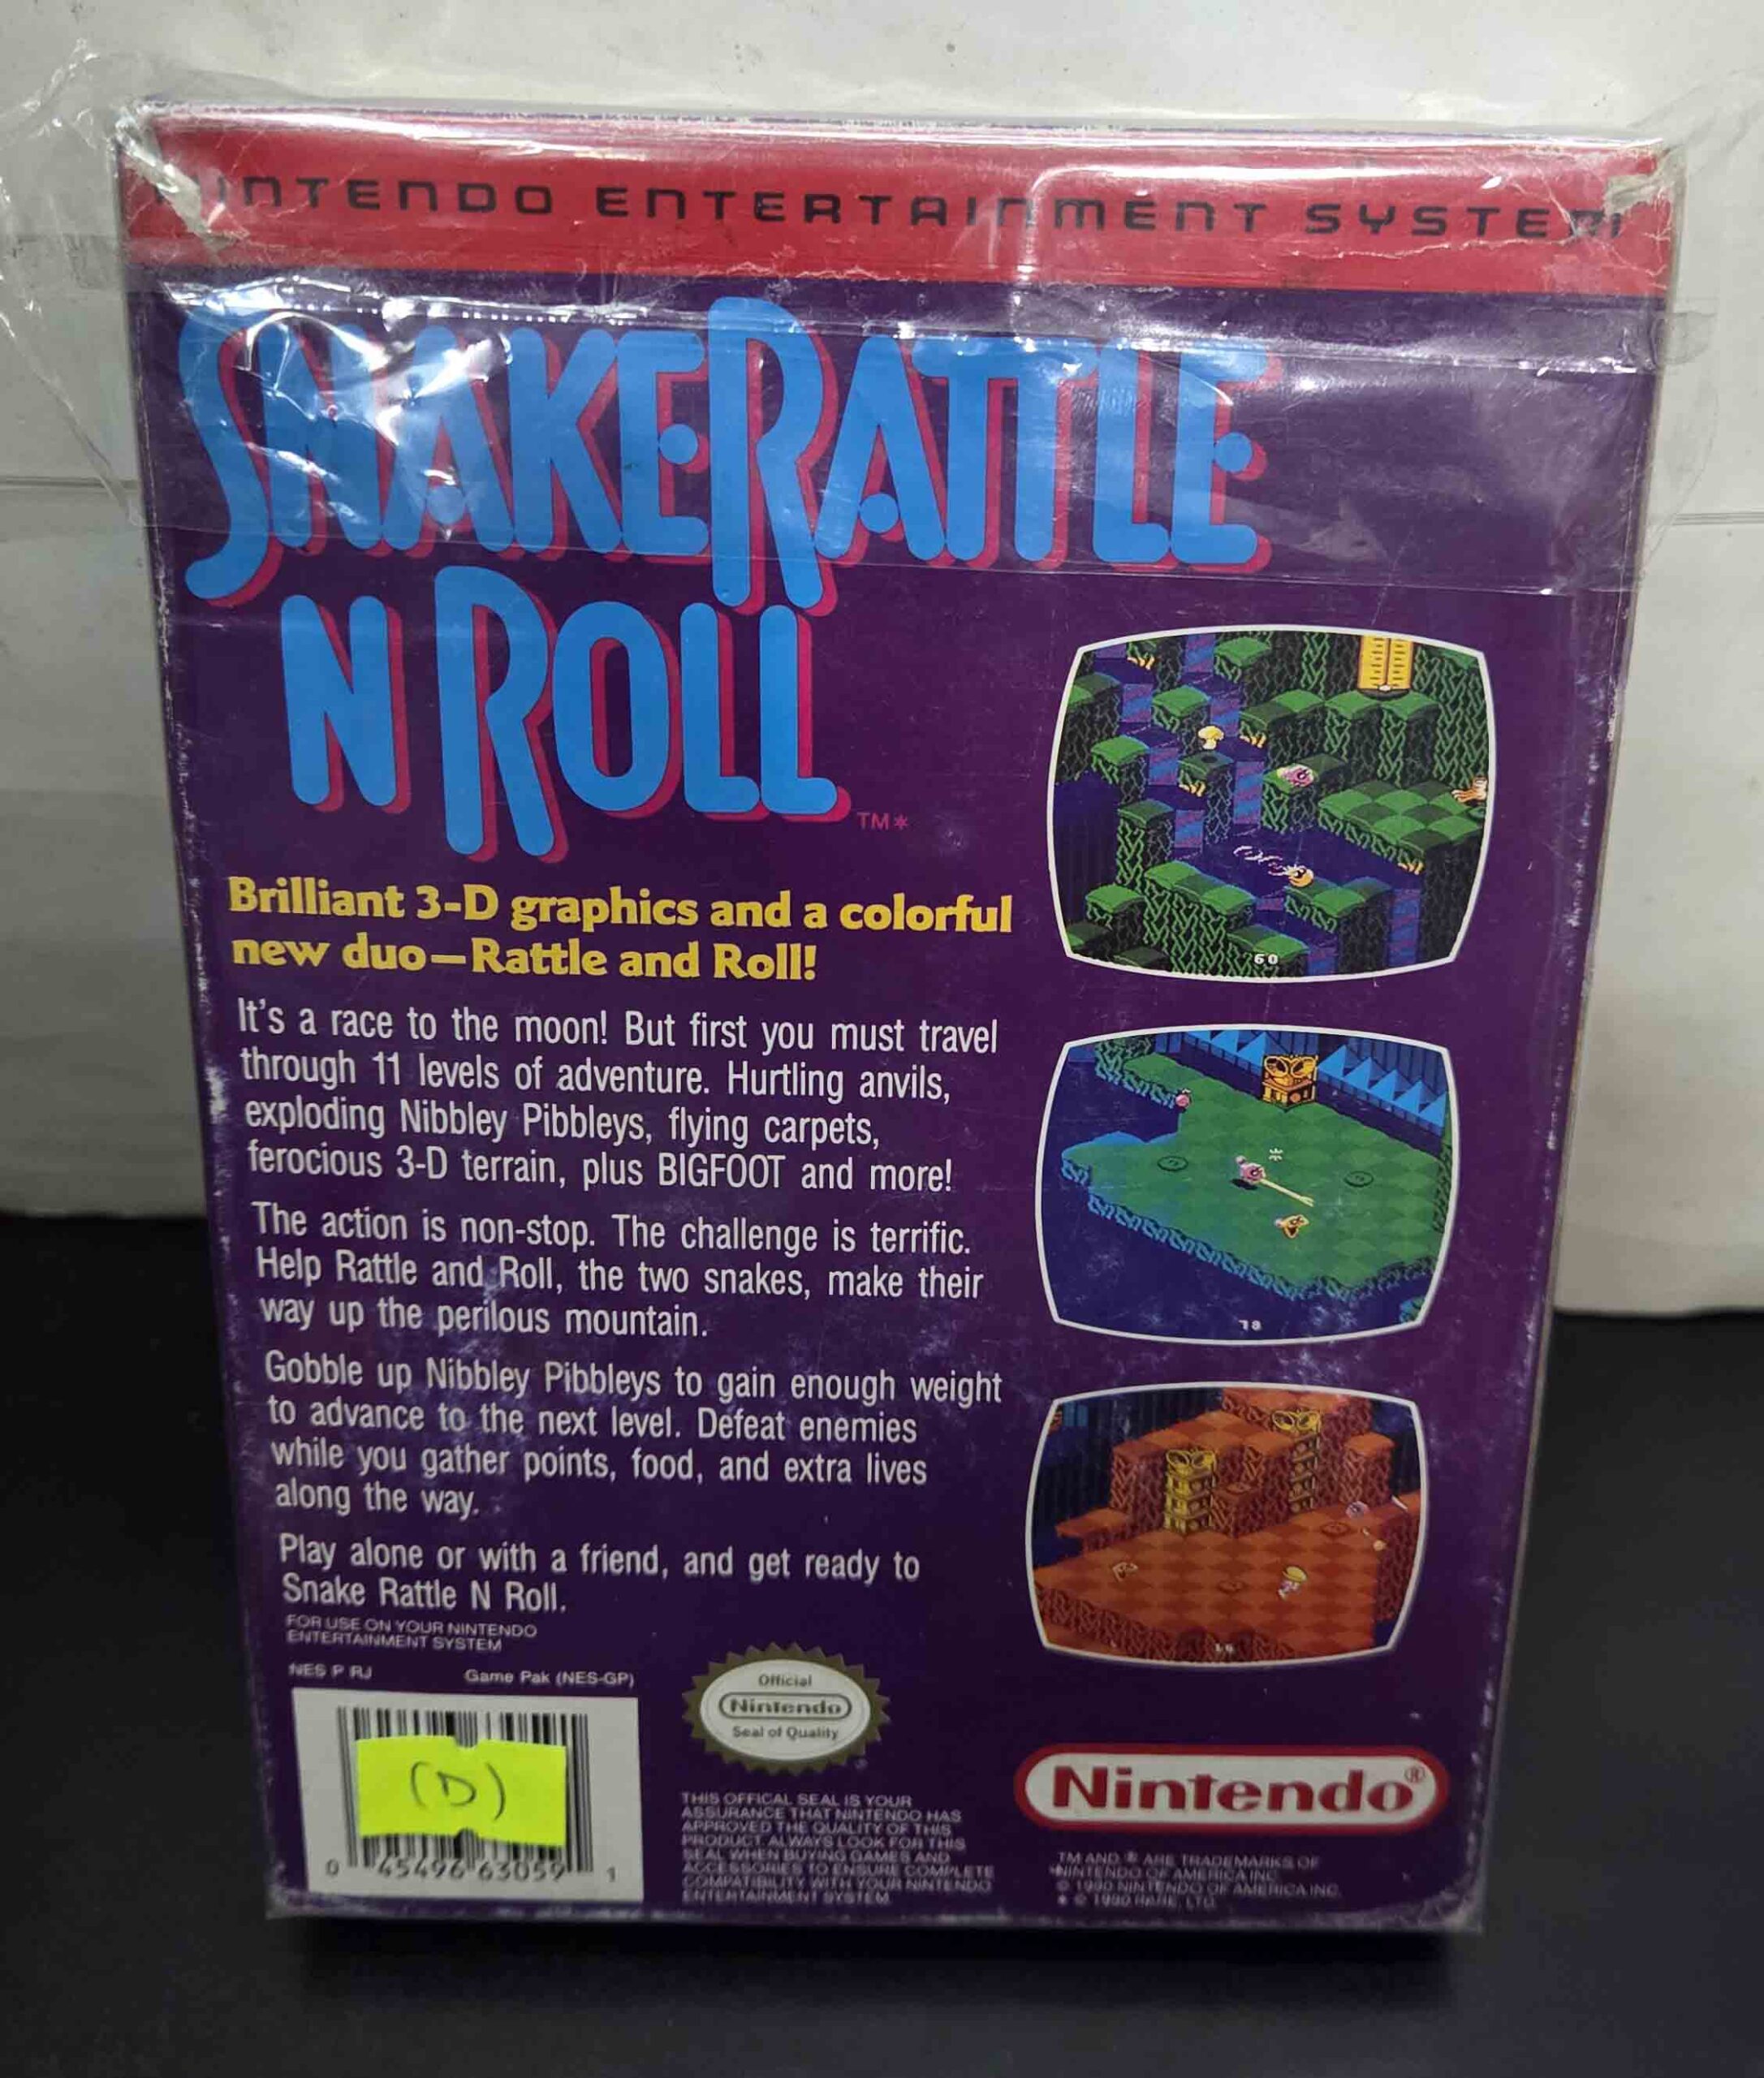 NINTENDO ENTERTAINMENT SYSTEM
SNAKE RATTLE
N ROLL
TM*
Brilliant 3-D graphics and a colorful
new duo—Rattle and Roll!
It's a race to the moon! But first you must travel
through 11 levels of adventure. Hurtling anvils,
exploding Nibbley Pibbleys, flying carpets,
ferocious 3-D terrain, plus BIGFOOT and more!
The action is non-stop. The challenge is terrific.
Help Rattle and Roll, the two snakes, make their
way up the perilous mountain.
Gobble up Nibbley Pibbleys to gain enough weight
to advance to the next level. Defeat enemies
while you gather points, food, and extra lives
along the way.
Play alone or with a friend, and get ready to
Snake Rattle N Roll.
FOR USE ON YOUR NINTENDO
ENTERTAINMENT SYSTEM
NES P RJ
Game Pak (NES-GP)
(D)
0 45496 63059 1
Official
Nintendo
Seal of Quality
THIS OFFICAL SEAL IS YOUR
ASSURANCE THAT NINTENDO HAS
APPROVED THE QUALITY OF THIS
PRODUCT. ALWAYS LOOK FOR THIS
SEAL WHEN BUYING GAMES AND
ACCESSORIES TO ENSURE COMPLETE
COMPATIBILITY WITH YOUR NINTENDO
ENTERTAINMENT SYSTEM.
60
78
Nintendo®
TM AND ® ARE TRADEMARKS OF
NINTENDO OF AMERICA INC.
© 1990 NINTENDO OF AMERICA INC.
* © 1990 RARE, LTD.